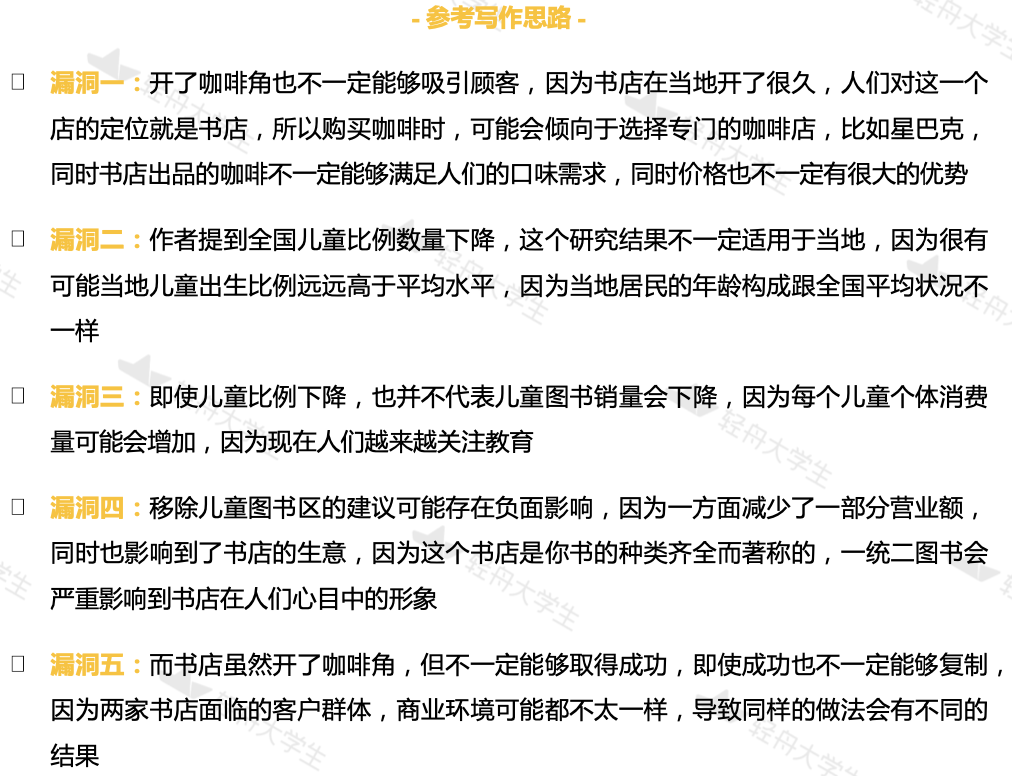 - 参考写作思路 -
漏洞一：开了咖啡角也不一定能够吸引顾客，因为书店在当地开了很久，人们对这一个
店的定位就是书店，所以购买咖啡时，可能会倾向于选择专门的咖啡店，比如星巴克，
同时书店出品的咖啡不一定能够满足人们的口味需求，同时价格也不一定有很大的优势
漏洞二：作者提到全国儿童比例数量下降，这个研究结果不一定适用于当地，因为很有
可能当地儿童出生比例远远高于平均水平，因为当地居民的年龄构成跟全国平均状况不
一样
漏洞三：即使儿童比例下降，也并不代表儿童图书销量会下降，因为每个儿童个体消费
量可能会增加，因为现在人们越来越关注教育
漏洞四：移除儿童图书区的建议可能存在负面影响，因为一方面减少了一部分营业额，
同时也影响到了书店的生意，因为这个书店是你书的种类齐全而著称的，一统二图书会
严重影响到书店在人们心目中的形象
漏洞五：而书店虽然开了咖啡角，但不一定能够取得成功，即使成功也不一定能够复制，
因为两家书店面临的客户群体，商业环境可能都不太一样，导致同样的做法会有不同的
结果
轻舟大学生